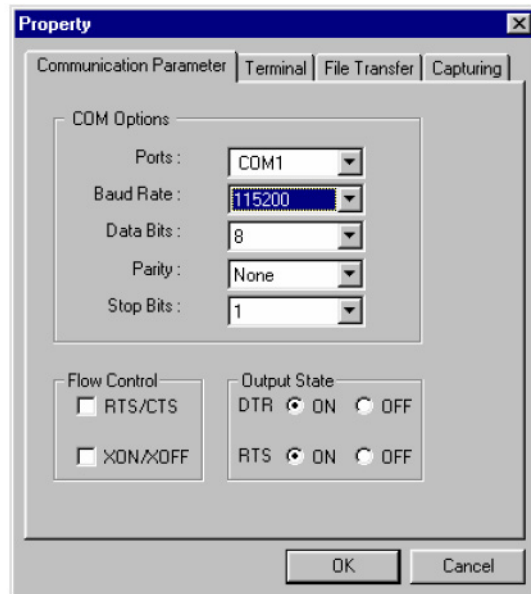 Property
Communication Parameter Terminal File Transfer Capturing
COM Options
Ports : COM1
Baud Rate : 115200
Data Bits : 8
Parity : None
Stop Bits : 1
Flow Control
RTS/CTS
XON/XOFF
Output State
DTR ON OFF
RTS ON OFF
OK Cancel